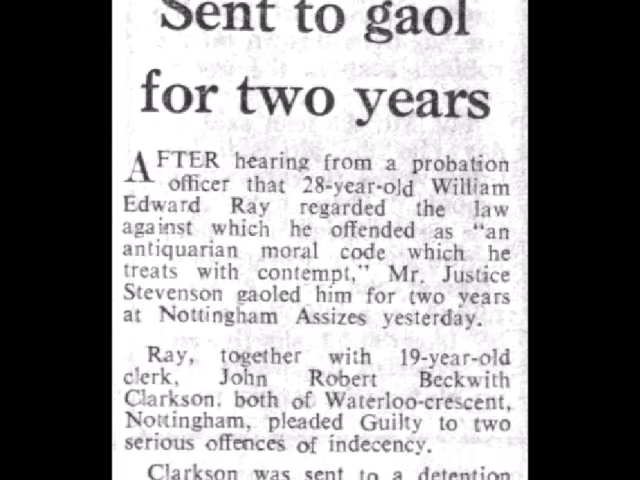 Sent to gaol
for two years
AFTER hearing from a probation
officer that 28-year-old William
Edward Ray regarded the law
against which he offended as "an
antiquarian moral code which he
treats with contempt," Mr. Justice
Stevenson gaoled him for two years
at Nottingham Assizes yesterday.
Ray, together with 19-year-old
clerk, John Robert Beckwith
Clarkson, both of Waterloo-crescent,
Nottingham, pleaded Guilty to two
serious offences of indecency.
Clarkson was sent to a detention